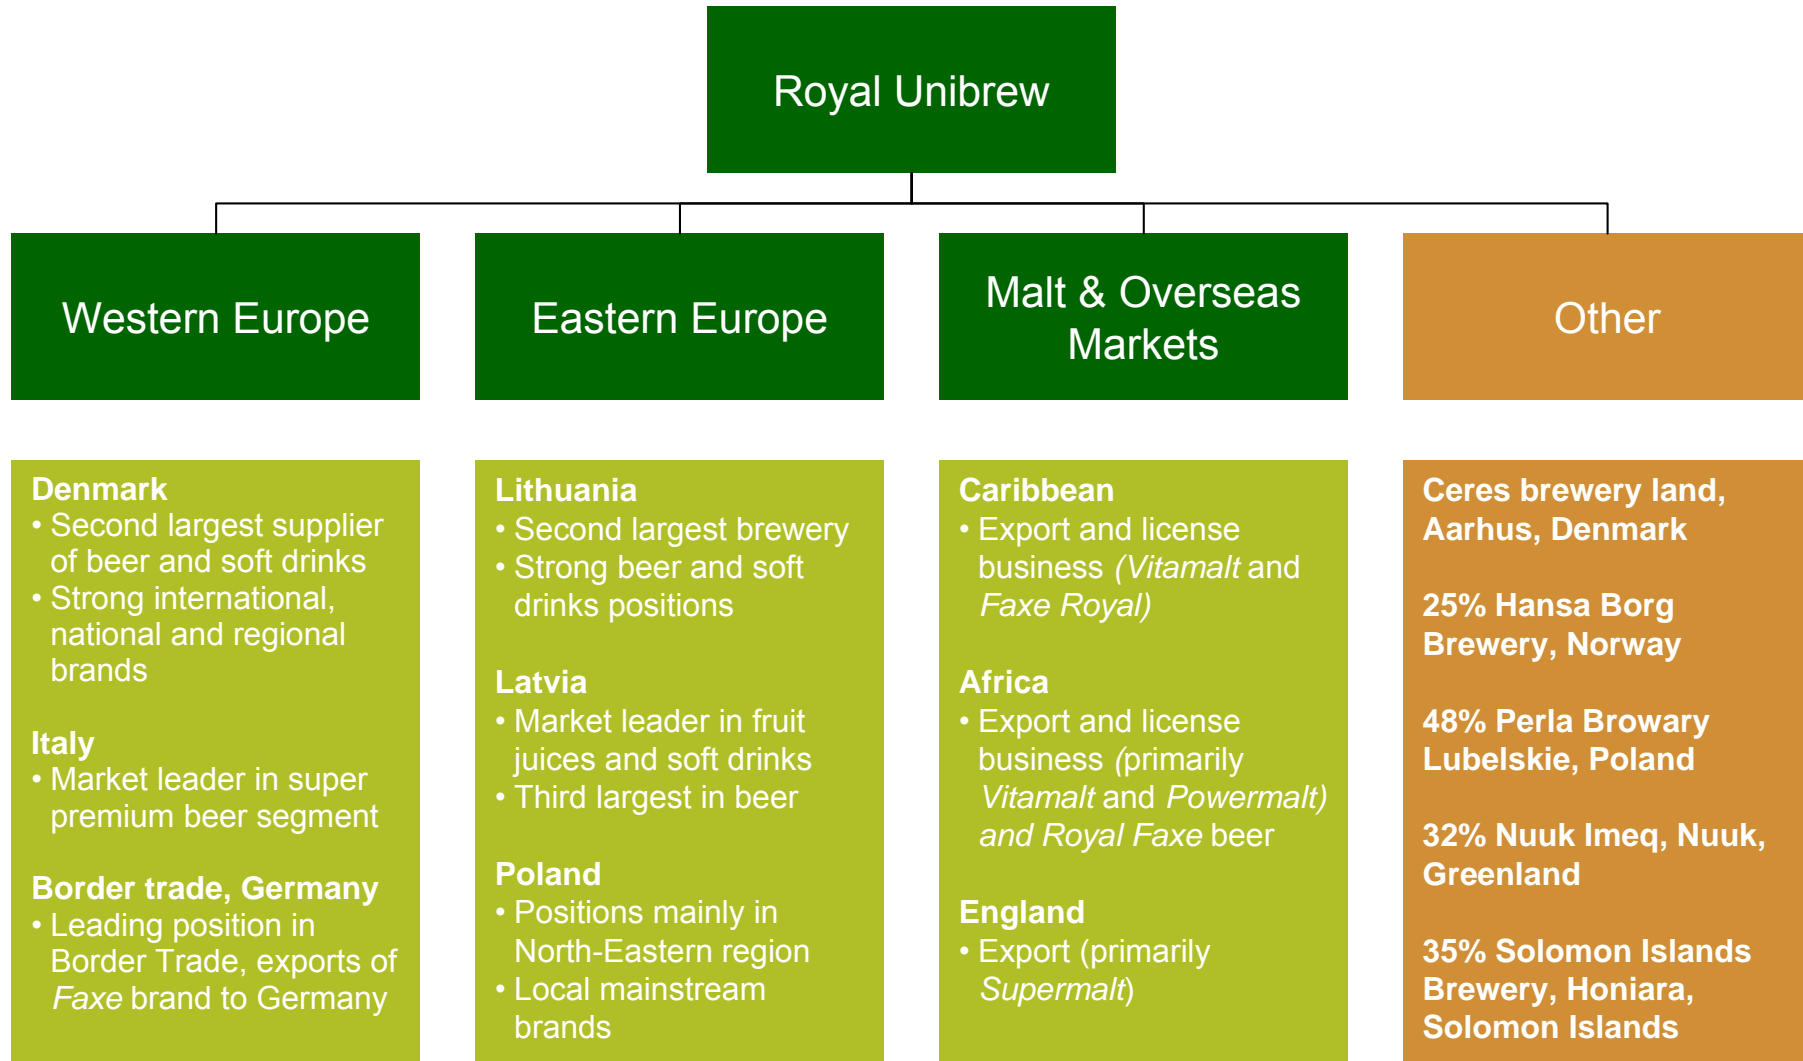 Royal Unibrew
Western Europe
Eastern Europe
Malt & Overseas
Markets
Other
Denmark
• Second largest supplier
of beer and soft drinks
• Strong international,
national and regional
brands
Italy
• Market leader in super
premium beer segment
Border trade, Germany
• Leading position in
Border Trade, exports of
Faxe brand to Germany
Lithuania
• Second largest brewery
• Strong beer and soft
drinks positions
Latvia
• Market leader in fruit
juices and soft drinks
• Third largest in beer
Poland
• Positions mainly in
North-Eastern region
• Local mainstream
brands
Caribbean
• Export and license
business (Vitamalt and
Faxe Royal)
Africa
• Export and license
business (primarily
Vitamalt and Powermalt)
and Royal Faxe beer
England
• Export (primarily
Supermalt)
Ceres brewery land,
Aarhus, Denmark
25% Hansa Borg
Brewery, Norway
48% Perla Browary
Lubelskie, Poland
32% Nuuk Imeq, Nuuk,
Greenland
35% Solomon Islands
Brewery, Honiara,
Solomon Islands